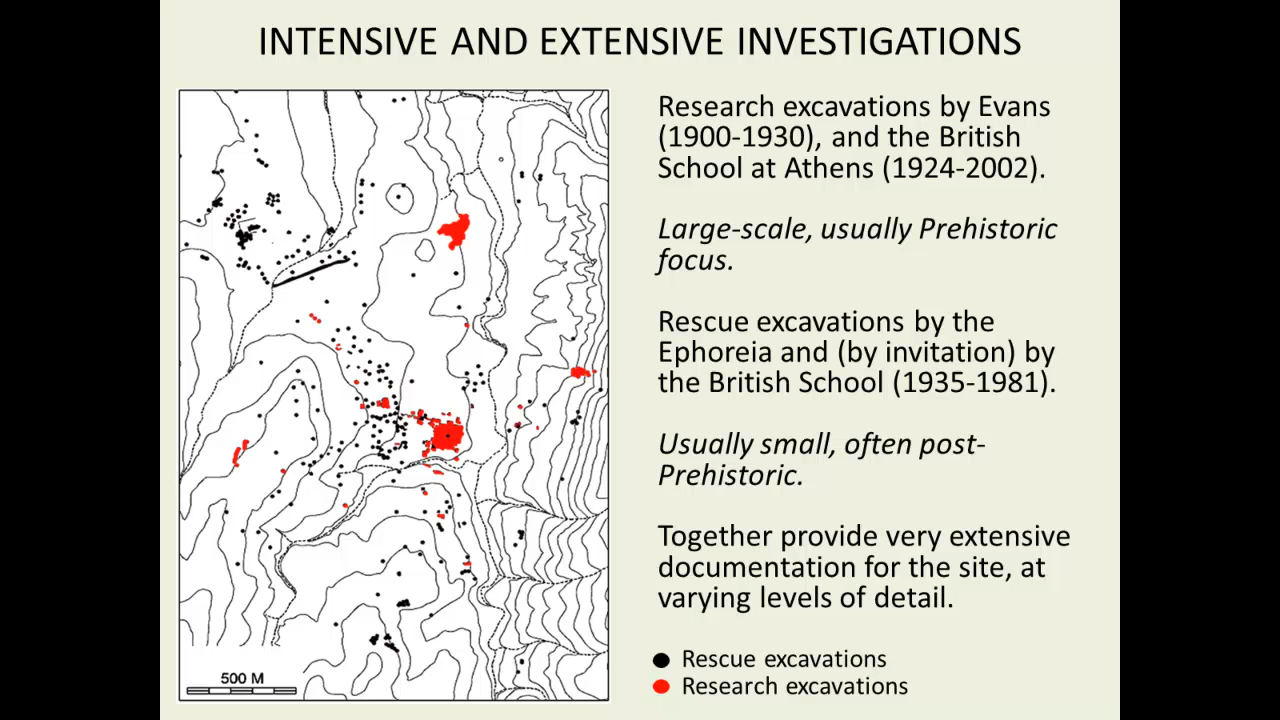 INTENSIVE AND EXTENSIVE INVESTIGATIONS
Research excavations by Evans
(1900-1930), and the British
School at Athens (1924-2002).
Large-scale, usually Prehistoric
focus.
Rescue excavations by the
Ephoreia and (by invitation) by
the British School (1935-1981).
Usually small, often post-
Prehistoric.
Together provide very extensive
documentation for the site, at
varying levels of detail.
Rescue excavations
Research excavations
500 M